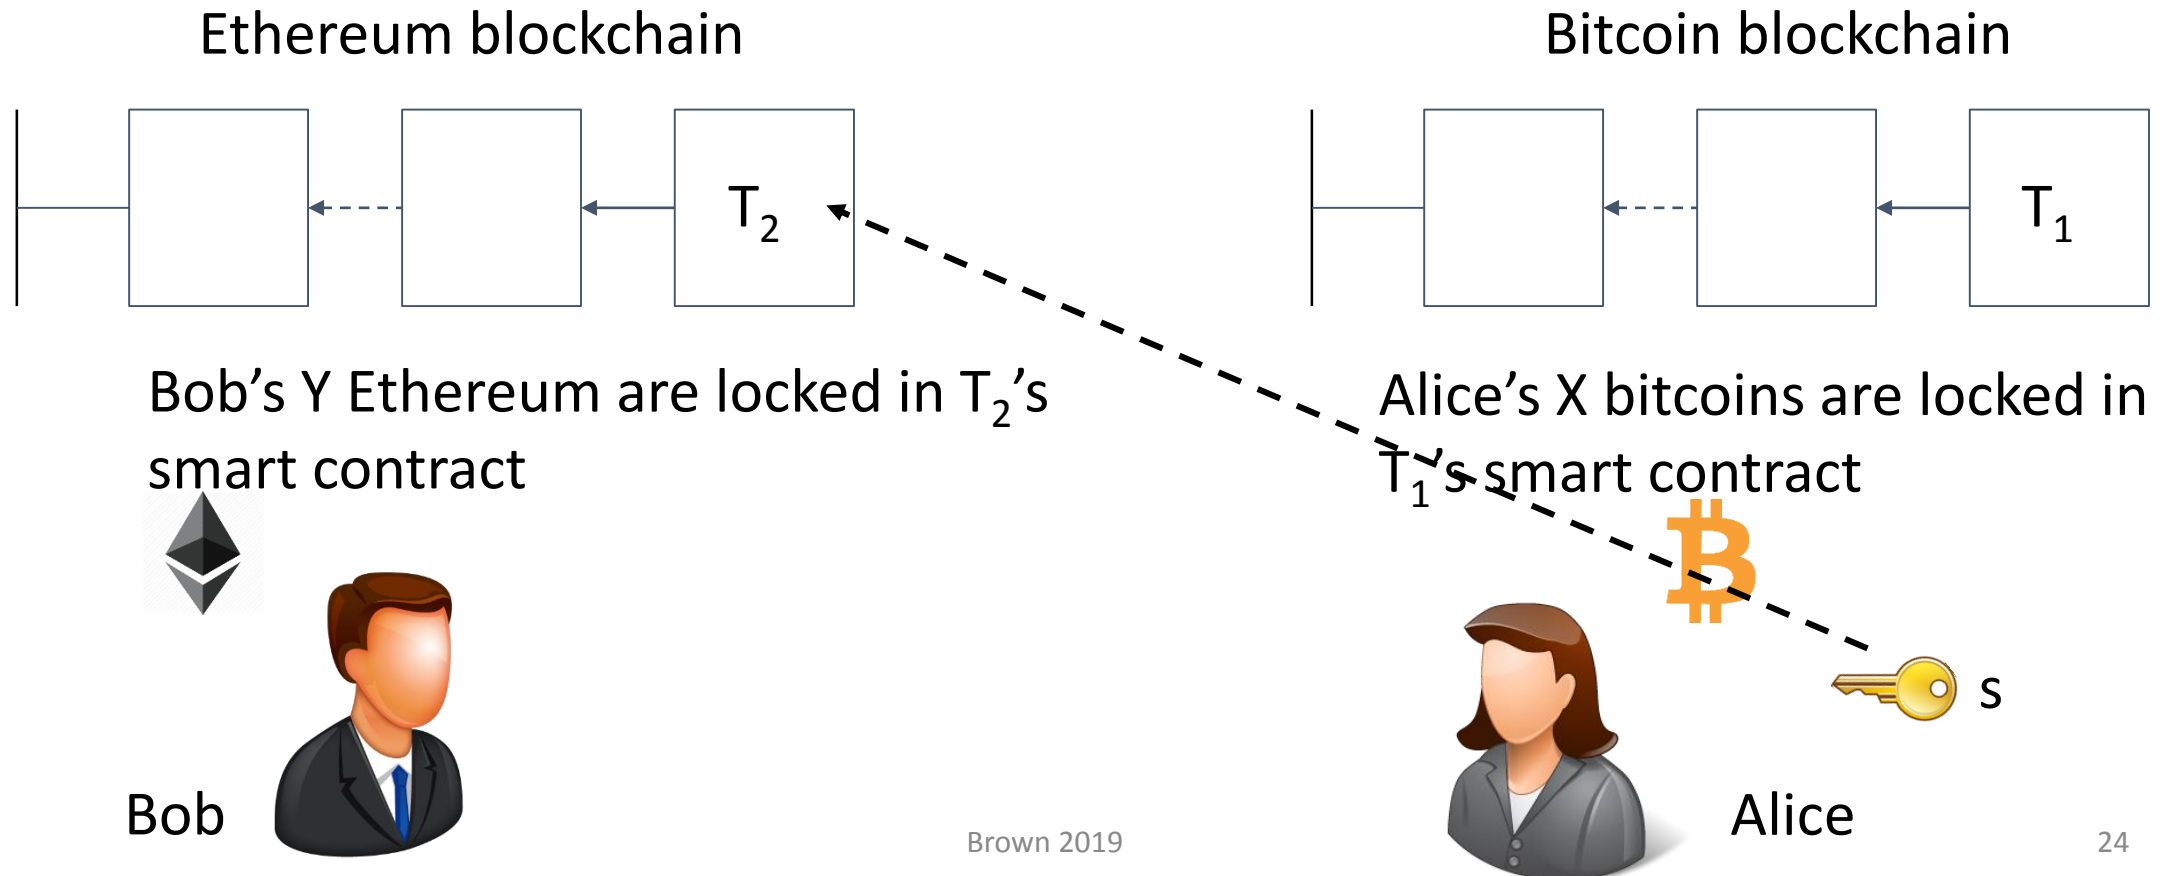 Ethereum blockchain
Bitcoin blockchain
T₂
T₁
Bob’s Y Ethereum are locked in T₂’s
smart contract
Alice’s X bitcoins are locked in
T₁’s smart contract
s
Bob
Alice
Brown 2019
24